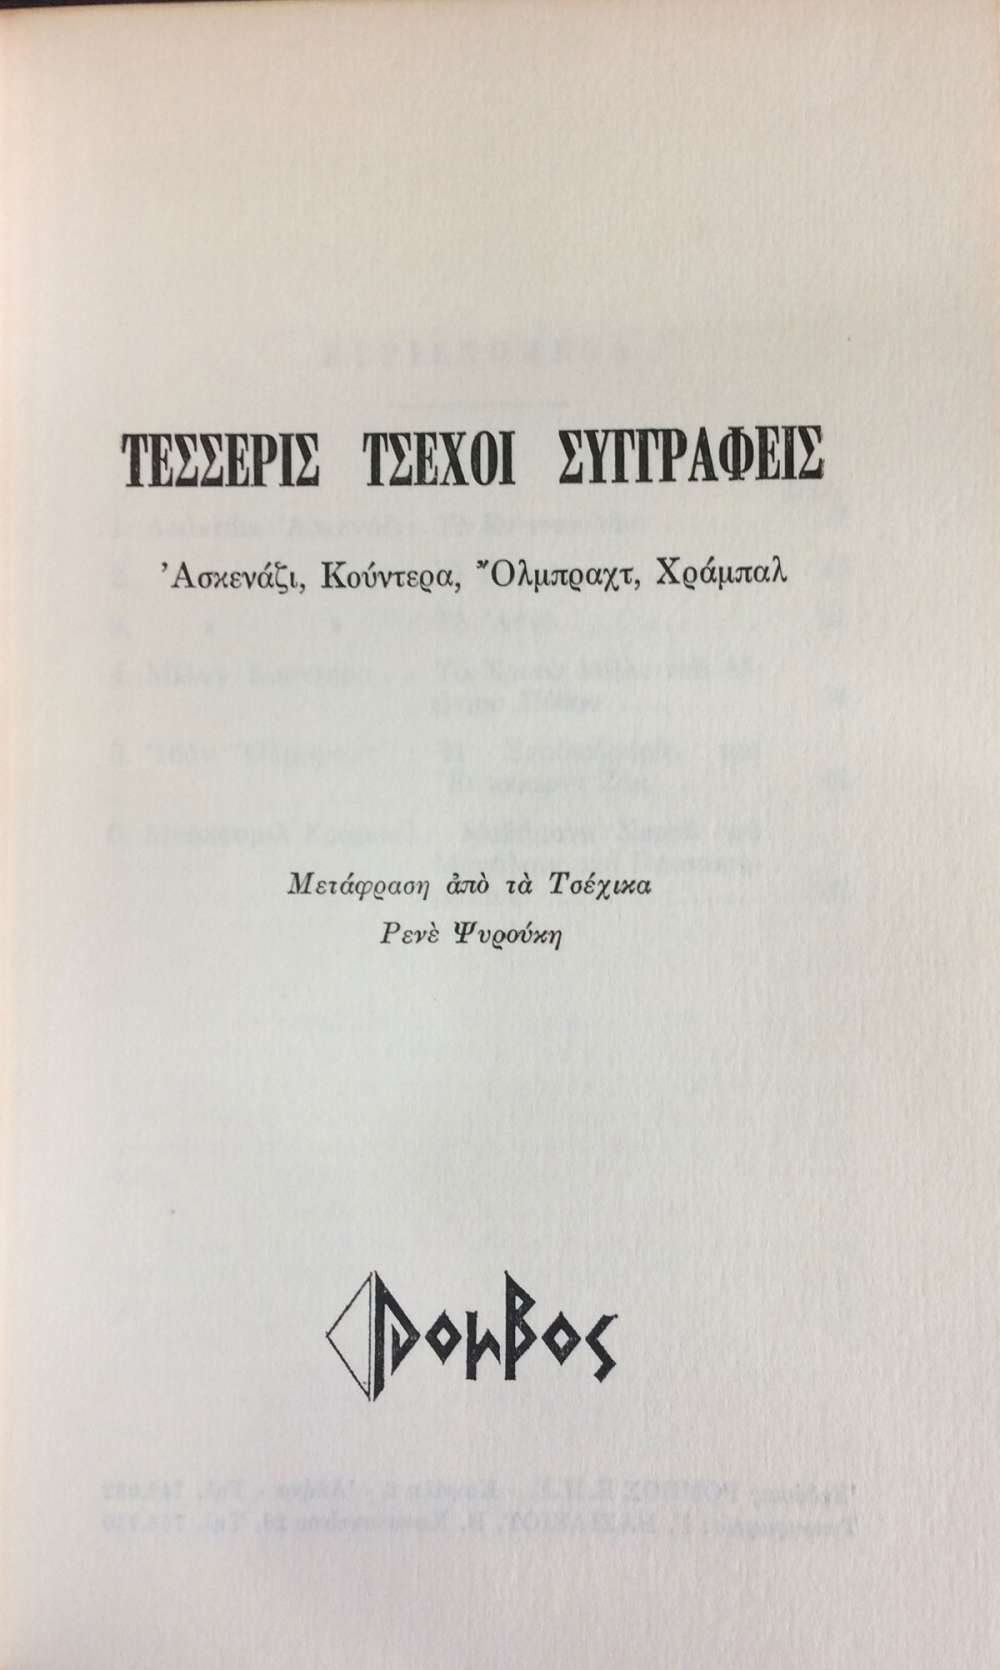 ΤΕΣΣΕΡΙΣ ΤΣΕΧΟΙ ΣΥΓΓΡΑΦΕΙΣ
Ἀσκενάζι, Κούντερα, Ὄλμπραχτ, Χράμπαλ
Μετάφραση ἀπὸ τὰ Τσέχικα
Ρενὲ Ψυρούκη
ρομβος